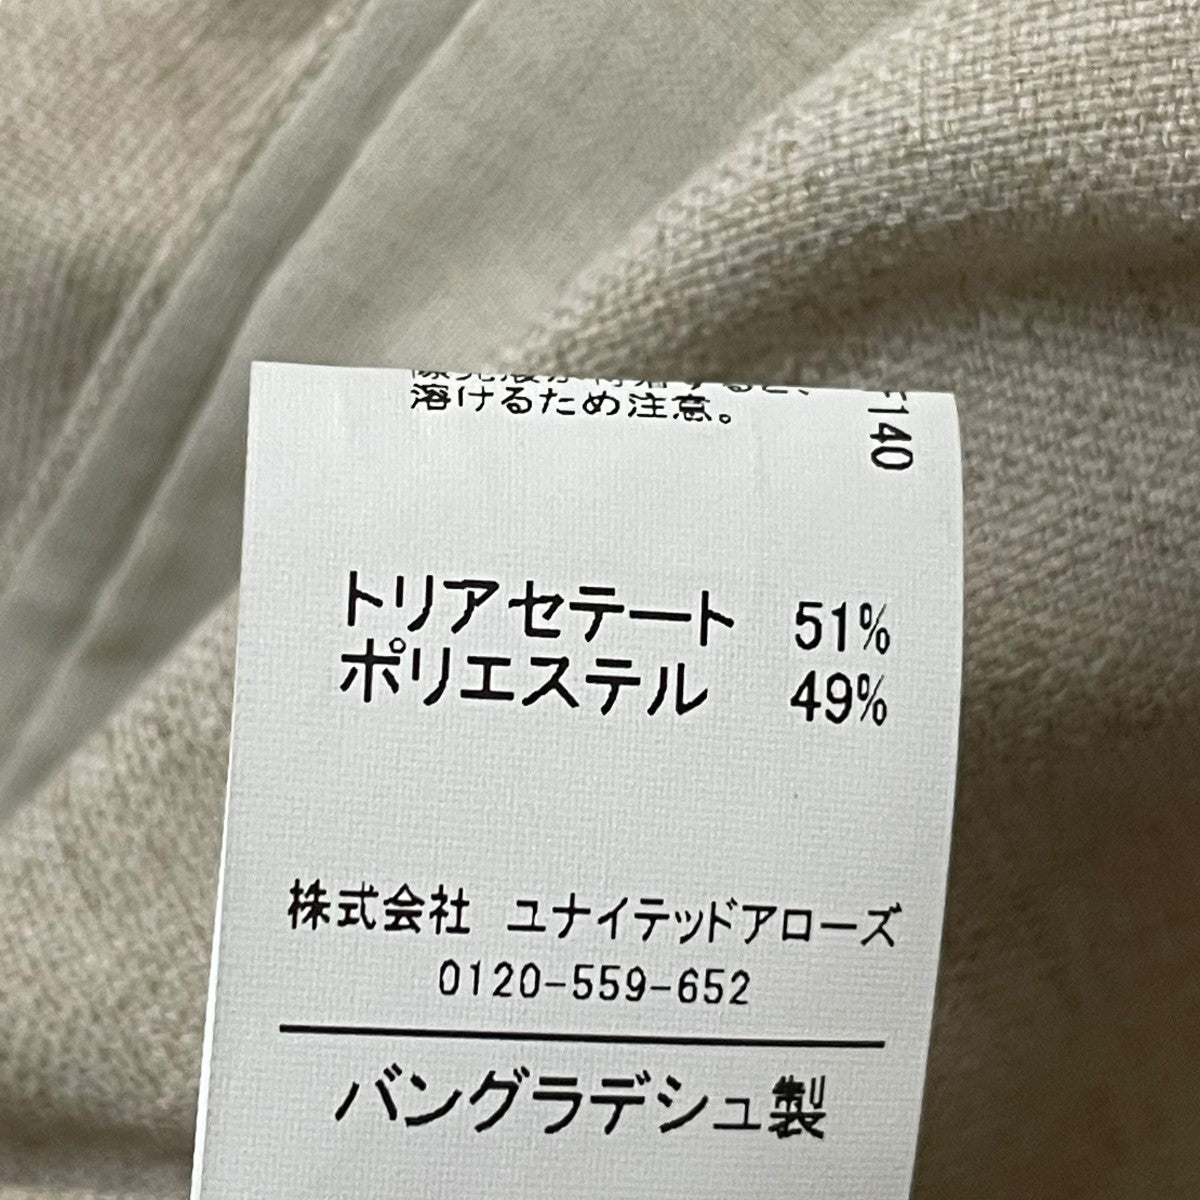 溶けるため注意。
140
トリアセテート 51%
ポリエステル 49%
株式会社 ユナイテッドアローズ
0120-559-652
バングラデシュ製